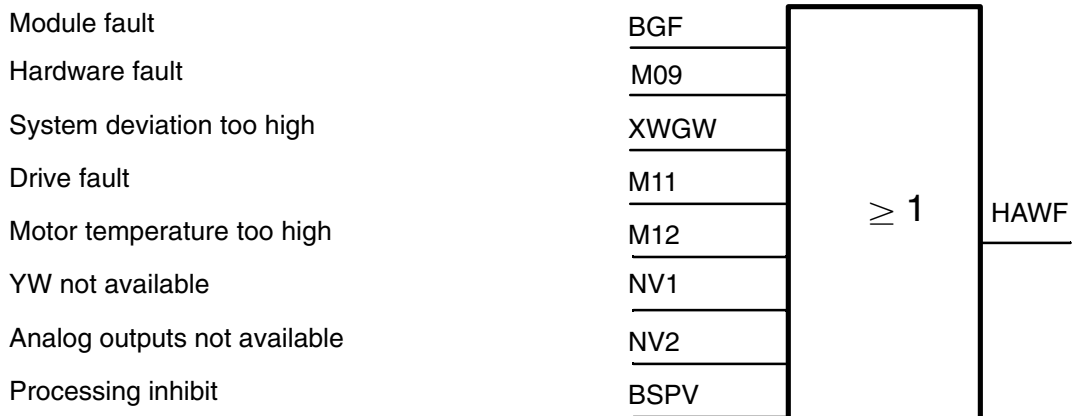 Module fault BGF
Hardware fault M09
System deviation too high XWGW
Drive fault M11
≥ 1 HAWF
Motor temperature too high M12
YW not available NV1
Analog outputs not available NV2
Processing inhibit BSPV